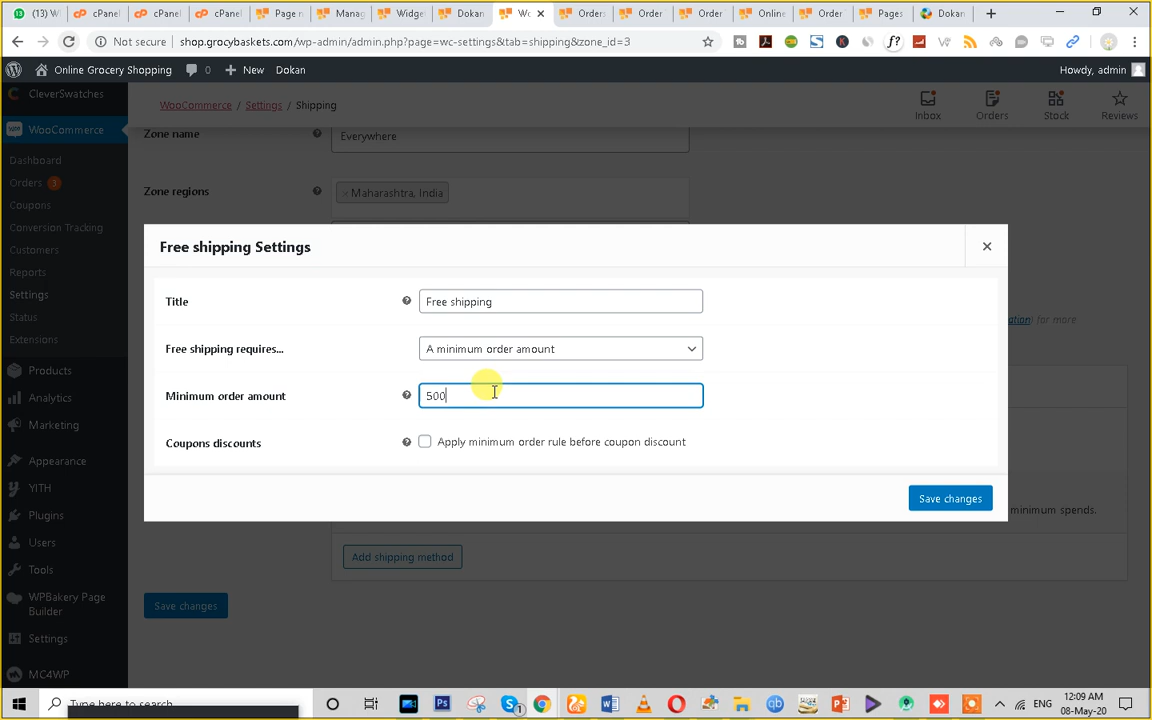 (13) W
cPanel
cPanel
cPanel
Page n
Manag
Widge
Dokan
Wo
Orders
Order
Order
Online
Order
Pages
Dokan
Not secure
shop.grocybaskets.com/wp-admin/admin.php?page=wc-settings&tab=shipping&zone_id=3
Online Grocery Shopping
0
New
Dokan
Howdy, admin
CleverSwatches
WooCommerce / Settings / Shipping
Inbox
Orders
Stock
Reviews
WooCommerce
Zone name
Everywhere
Dashboard
Orders 3
Coupons
Conversion Tracking
Customers
Reports
Settings
Status
Extensions
Zone regions
× Maharashtra, India
Free shipping Settings
Title
Free shipping
Free shipping requires...
A minimum order amount
Minimum order amount
500
Coupons discounts
Apply minimum order rule before coupon discount
Save changes
for more
minimum spends.
Add shipping method
Save changes
Products
Analytics
Marketing
Appearance
YITH
Plugins
Users
Tools
WPBakery Page
Builder
Settings
MC4WP
Type here to search
ENG
12:09 AM
08-May-20